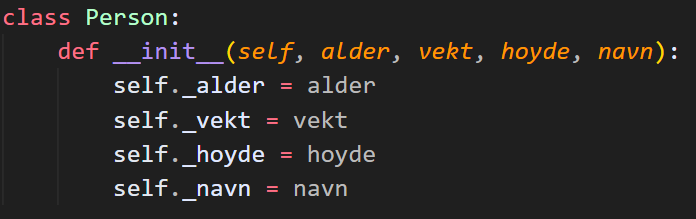 class Person:
    def __init__(self, alder, vekt, hoyde, navn):
        self._alder = alder
        self._vekt = vekt
        self._hoyde = hoyde
        self._navn = navn